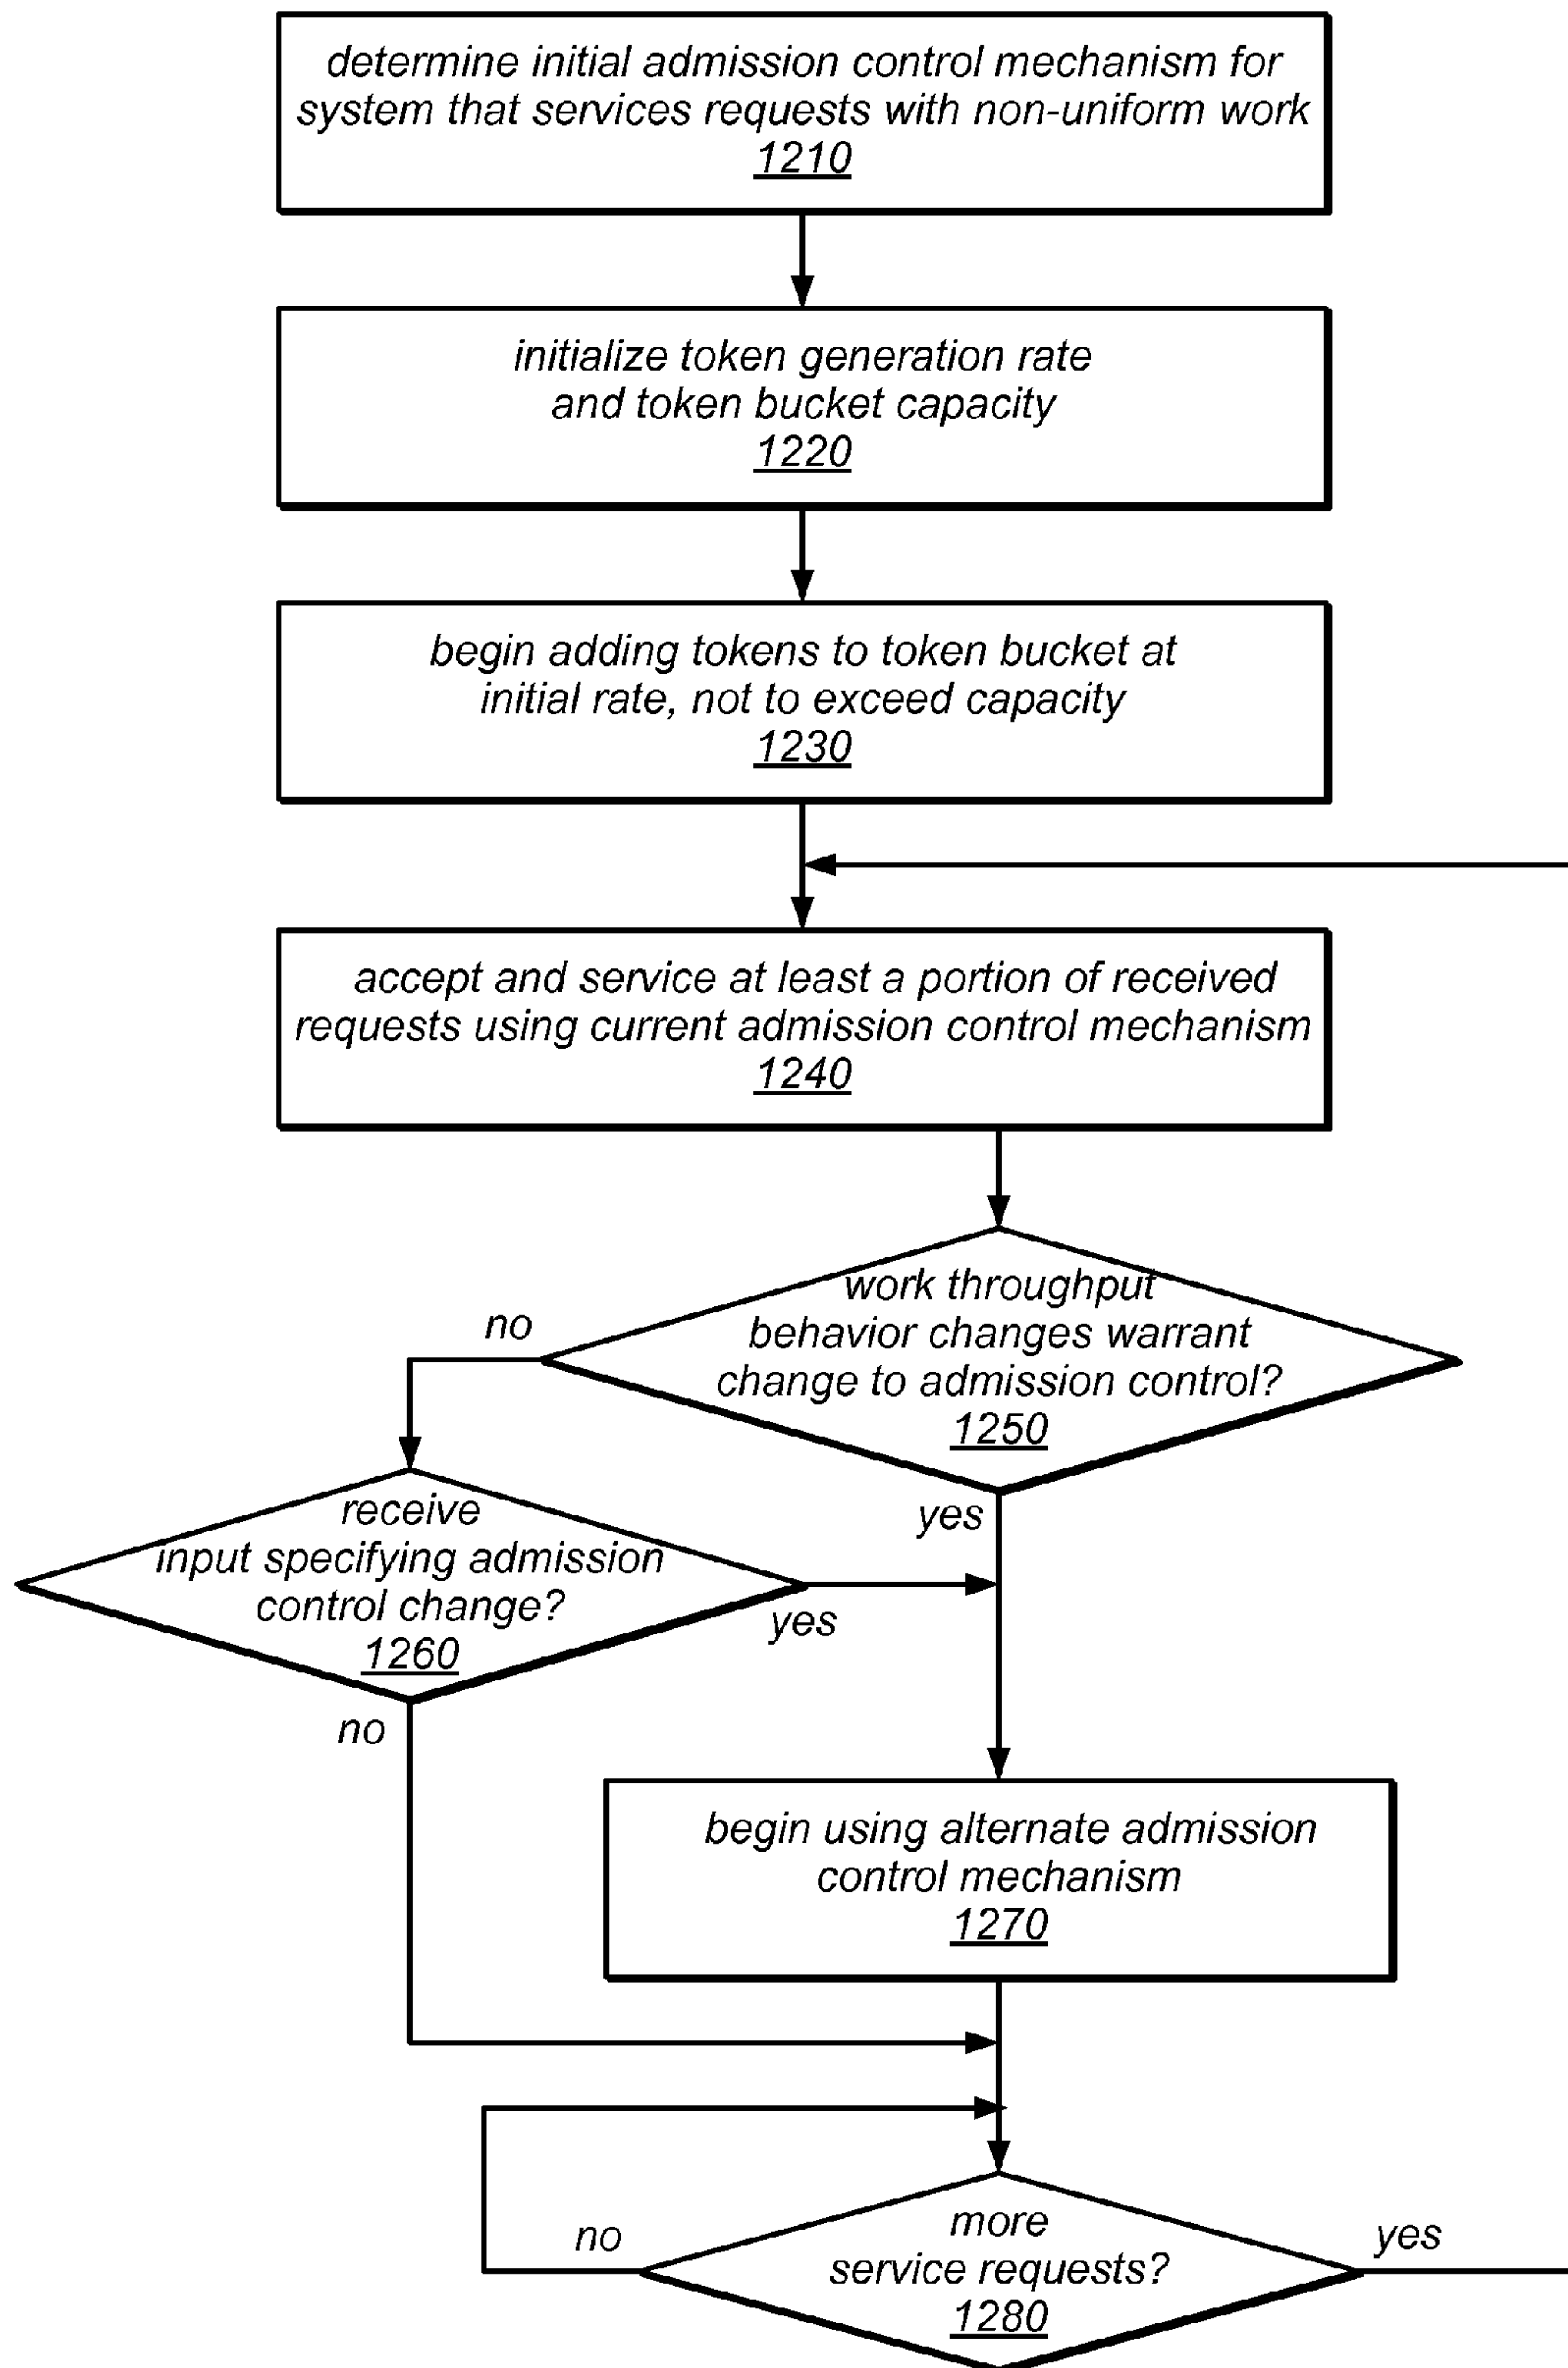 determine initial admission control mechanism for
system that services requests with non-uniform work
1210
initialize token generation rate
and token bucket capacity
1220
begin adding tokens to token bucket at
initial rate, not to exceed capacity
1230
accept and service at least a portion of received
requests using current admission control mechanism
1240
work throughput
behavior changes warrant
change to admission control?
1250
no
yes
receive
input specifying admission
control change?
1260
yes
no
begin using alternate admission
control mechanism
1270
more
service requests?
1280
no
yes